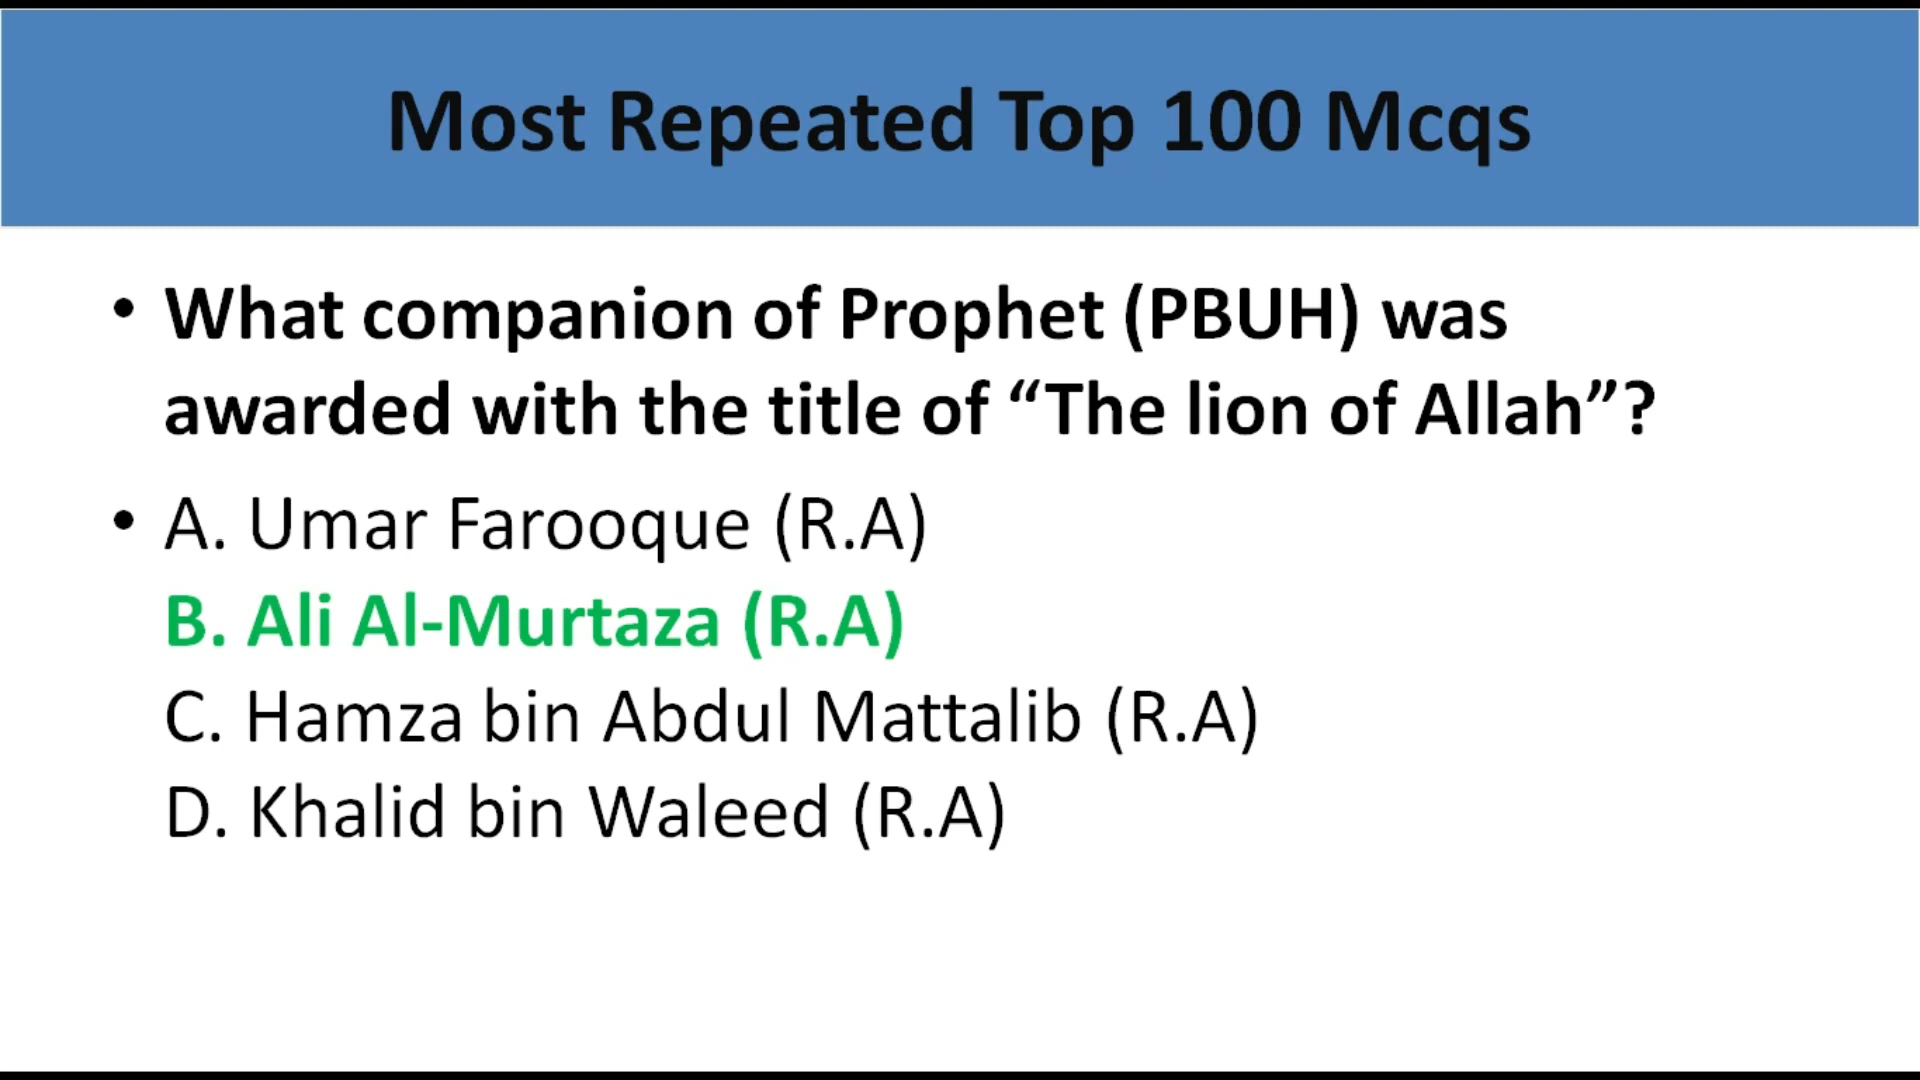 Most Repeated Top 100 Mcqs
• What companion of Prophet (PBUH) was
awarded with the title of “The lion of Allah”?
• A. Umar Farooque (R.A)
B. Ali Al-Murtaza (R.A)
C. Hamza bin Abdul Mattalib (R.A)
D. Khalid bin Waleed (R.A)